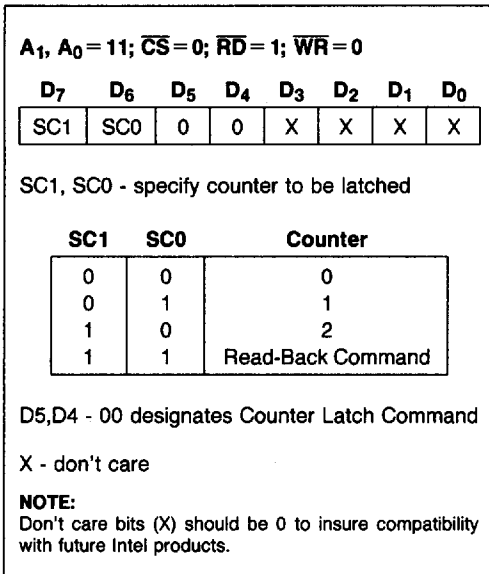 A1, A0 = 11; CS = 0; RD = 1; WR = 0
D7 D6 D5 D4 D3 D2 D1 D0
SC1 SC0 0 0 X X X X
SC1, SC0 - specify counter to be latched
SC1 SC0 Counter
0 0 0
0 1 1
1 0 2
1 1 Read-Back Command
D5,D4 - 00 designates Counter Latch Command
X - don't care
NOTE:
Don't care bits (X) should be 0 to insure compatibility
with future Intel products.